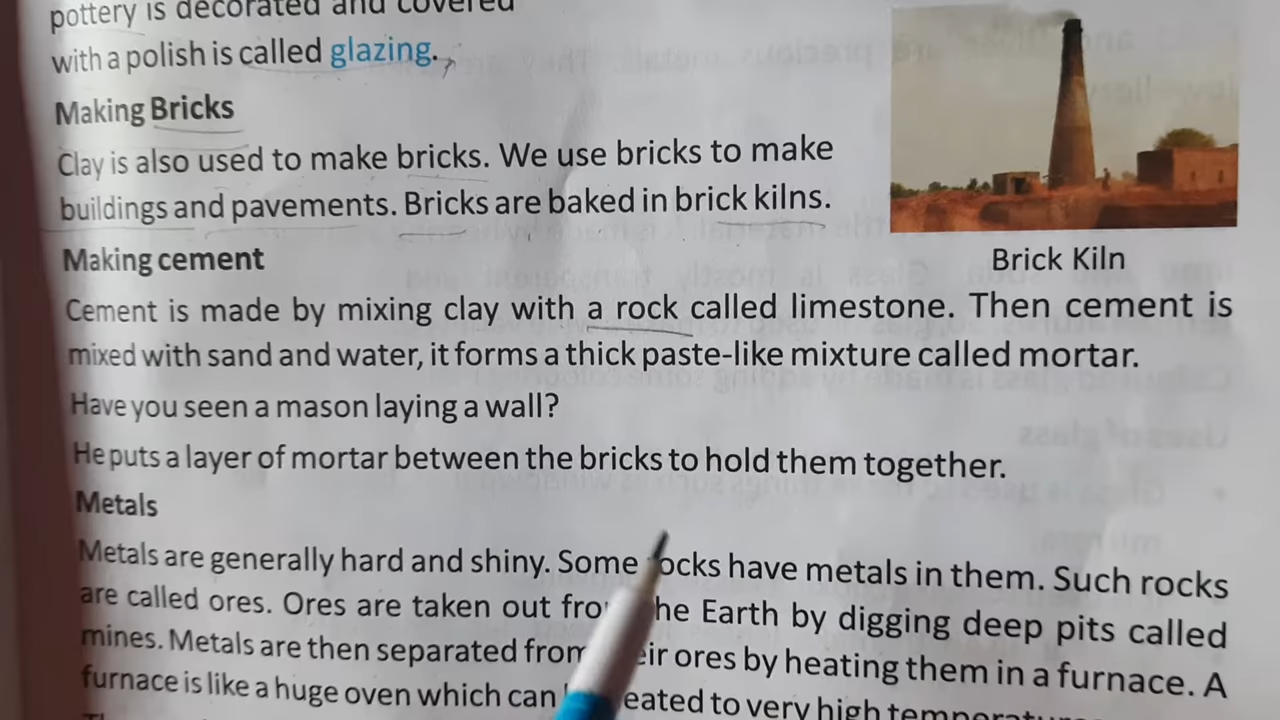 pottery is decorated and covered
with a polish is called glazing.
Making Bricks
Clay is also used to make bricks. We use bricks to make
buildings and pavements. Bricks are baked in brick kilns.
Brick Kiln
Making cement
Cement is made by mixing clay with a rock called limestone. Then cement is
mixed with sand and water, it forms a thick paste-like mixture called mortar.
Have you seen a mason laying a wall?
He puts a layer of mortar between the bricks to hold them together.
Metals
Metals are generally hard and shiny. Some rocks have metals in them. Such rocks
are called ores. Ores are taken out from the Earth by digging deep pits called
mines. Metals are then separated from their ores by heating them in a furnace. A
furnace is like a huge oven which can heated to very high